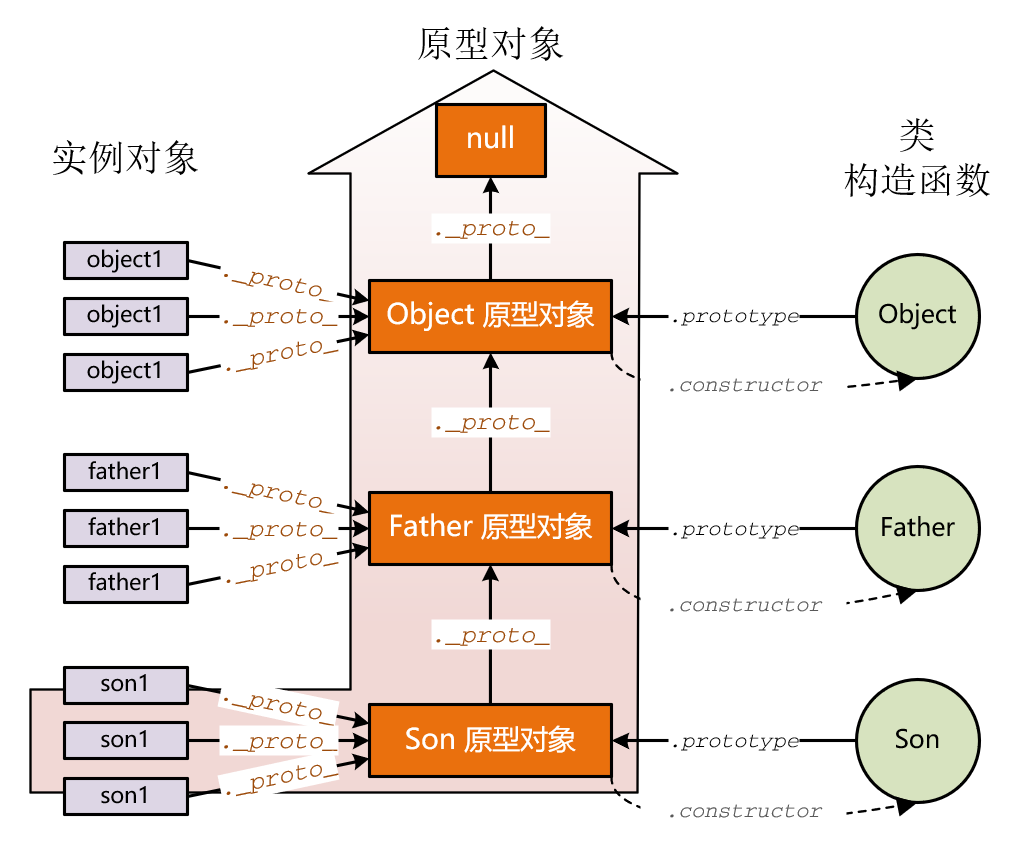 原型对象
null
实例对象
类
构造函数
._proto_
object1
._proto_
object1
._proto_
object1
._proto_
Object 原型对象
.prototype
Object
.constructor
._proto_
father1
._proto_
father1
._proto_
father1
._proto_
Father 原型对象
.prototype
Father
.constructor
._proto_
son1
._proto_
son1
._proto_
son1
._proto_
Son 原型对象
.prototype
Son
.constructor